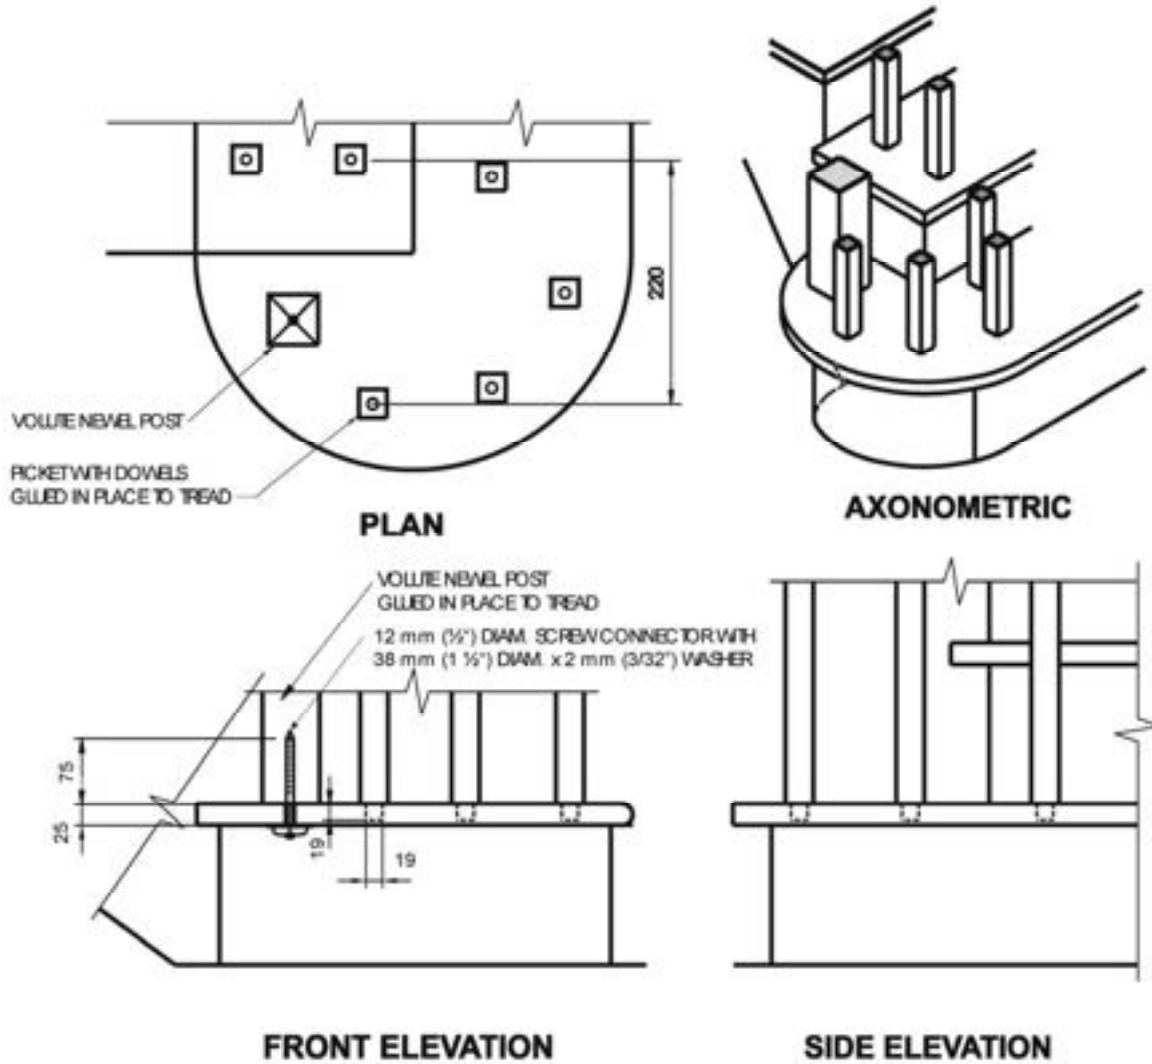 VOLUTE NEWEL POST
PICKET WITH DOWELS
GLUED IN PLACE TO TREAD
220
PLAN
AXONOMETRIC
VOLUTE NEWEL POST
GLUED IN PLACE TO TREAD
12 mm (½") DIAM. SCREW CONNECTOR WITH
38 mm (1 ½") DIAM. x 2 mm (3/32") WASHER
75
25
19
19
FRONT ELEVATION
SIDE ELEVATION